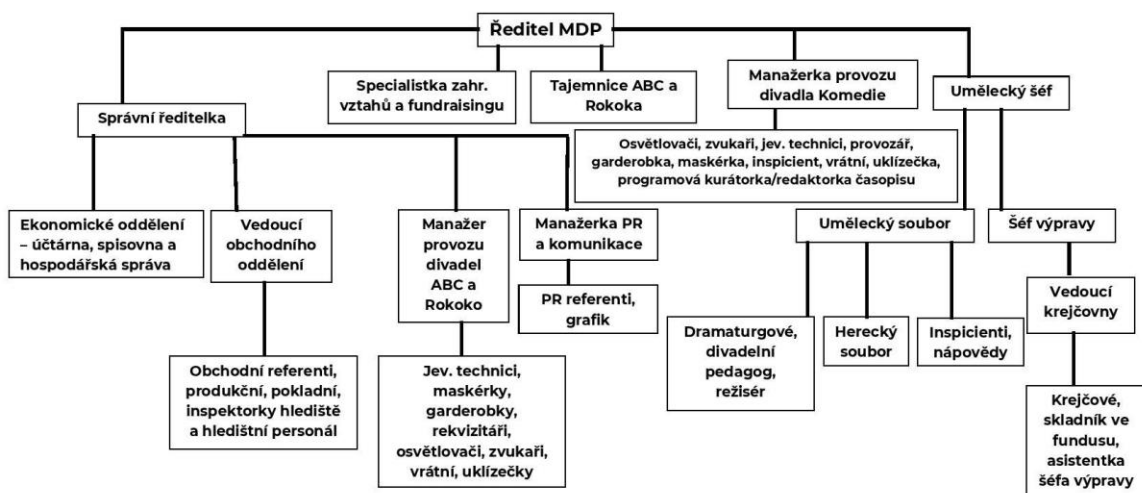 Ředitel MDP
Specialistka zahr.
vztahů a fundraisingu
Tajemnice ABC a
Rokoka
Manažerka provozu
divadla Komedie
Umělecký šéf
Správní ředitelka
Osvětlovači, zvukaři, jev. technici, provozář,
garderobka, maskérka, inspicient, vrátní, uklízečka,
programová kurátorka/redaktorka časopisu
Ekonomické oddělení
– účtárna, spisovna a
hospodářská správa
Vedoucí
obchodního
oddělení
Manažer
provozu
divadel
ABC a
Rokoko
Manažerka PR
a komunikace
Umělecký soubor
Šéf výpravy
PR referenti,
grafik
Vedoucí
krejčovny
Dramaturgové,
divadelní
pedagog,
režisér
Herecký
soubor
Inspicienti,
nápovědy
Obchodní referenti,
produkční, pokladní,
inspektorky hlediště
a hledištní personál
Jev. technici,
maskérky,
garderobky,
rekvizitáři,
osvětlovači, zvukaři,
vrátní, uklízečky
Krejčové,
skladník ve
fundusu,
asistentka
šéfa výpravy